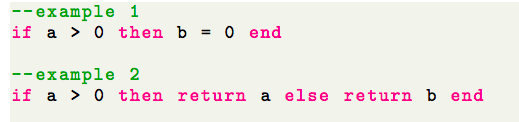 --example 1
if a > 0 then b = 0 end
--example 2
if a > 0 then return a else return b end